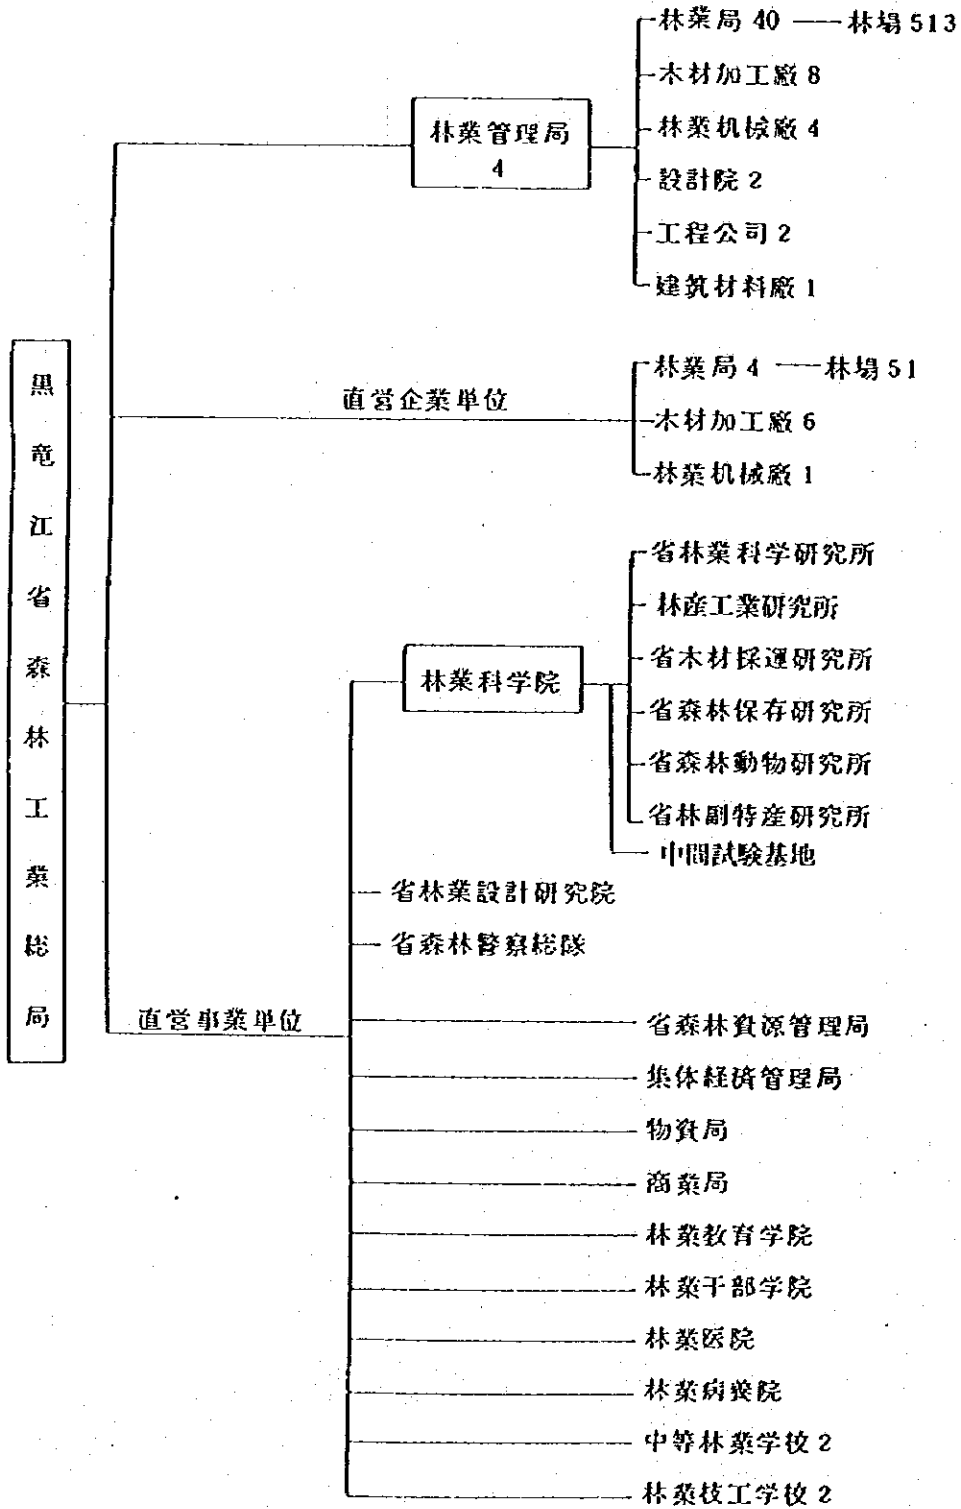 黒竜江省森林工業総局
林業管理局
4
林業局 40 ── 林場 513
木材加工廠 8
林業机械廠 4
設計院 2
工程公司 2
建筑材料廠 1
直営企業単位
林業局 4 ── 林場 51
木材加工廠 6
林業机械廠 1
直営事業単位
林業科学院
省林業科学研究所
林産工業研究所
省木材採運研究所
省森林保存研究所
省森林動物研究所
省林副特産研究所
中間試験基地
省林業設計研究院
省森林警察総隊
省森林資源管理局
集体経済管理局
物資局
商業局
林業教育学院
林業干部学院
林業医院
林業病養院
中等林業学校 2
林業技工学校 2